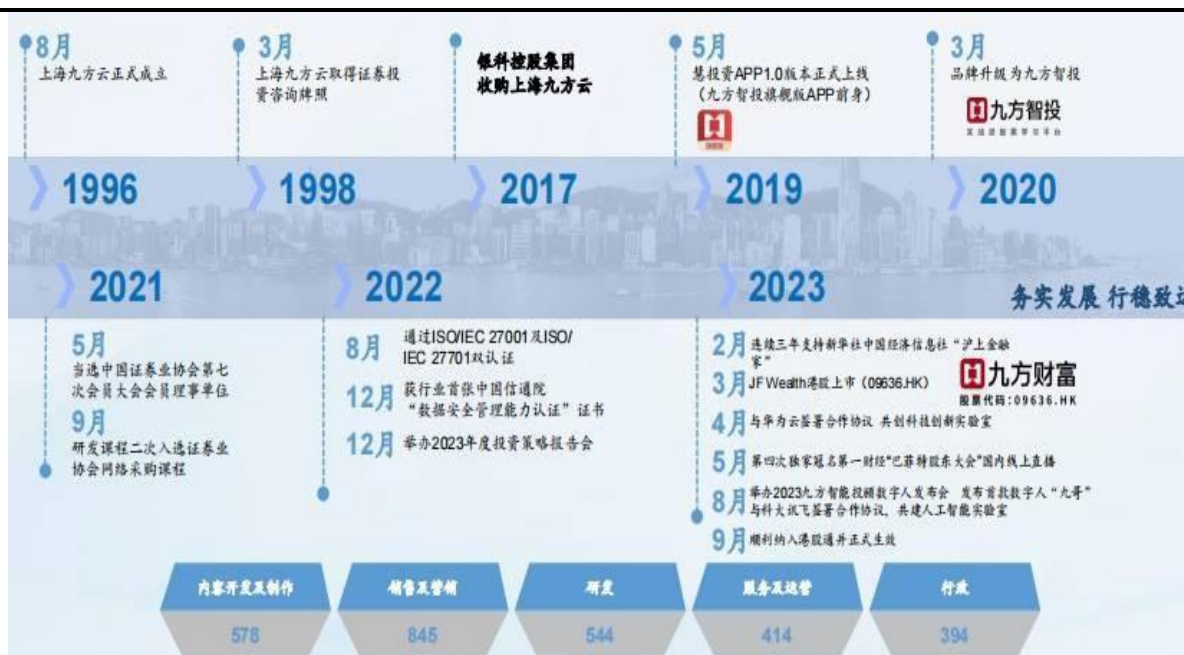 8月
上海九方云正式成立
3月
上海九方云取得证券投
资咨询牌照
银科控股集团
收购上海九方云
5月
慧投资APP1.0版本正式上线
（九方智投旗舰版APP前身）
3月
品牌升级为九方智投
九方智投
1996
1998
2017
2019
2020
2021
2022
2023
务实发展 行稳致远
5月
当选中国证券业协会第七
次会员大会会员理事单位
9月
研发课程二次入选证券业
协会网络采购课程
8月
通过ISO/IEC 27001及ISO/
IEC 27701双认证
12月
获行业首张中国信通院
“数据安全管理能力认证”证书
12月 举办2023年度投资策略报告会
2月 连续三年支持新华社中国经济信息社“沪上金融
家”
3月 JF Wealth港股上市（09636.HK）
九方财富
股票代码:09636.HK
4月 与华为云签署合作协议 共创科技创新实验室
5月 第四次独家冠名第一财经“巴菲特股东大会”国内线上直播
8月 举办2023九方智能投顾数字人发布会 发布首款数字人“九哥”
与科大讯飞签署合作协议，共建人工智能实验室
9月 顺利纳入港股通并正式生效
内容开发及制作
销售及营销
研发
服务及运营
行政
578
845
544
414
394